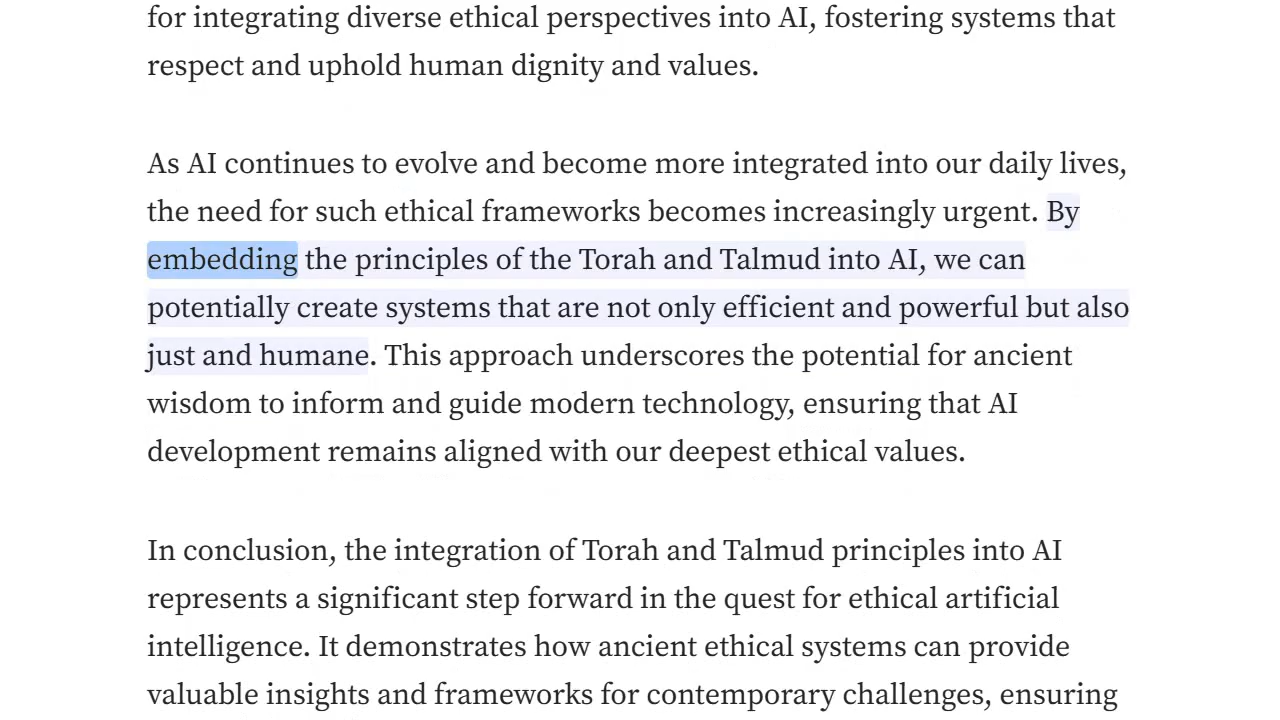 for integrating diverse ethical perspectives into AI, fostering systems that
respect and uphold human dignity and values.
As AI continues to evolve and become more integrated into our daily lives,
the need for such ethical frameworks becomes increasingly urgent. By
embedding the principles of the Torah and Talmud into AI, we can
potentially create systems that are not only efficient and powerful but also
just and humane. This approach underscores the potential for ancient
wisdom to inform and guide modern technology, ensuring that AI
development remains aligned with our deepest ethical values.
In conclusion, the integration of Torah and Talmud principles into AI
represents a significant step forward in the quest for ethical artificial
intelligence. It demonstrates how ancient ethical systems can provide
valuable insights and frameworks for contemporary challenges, ensuring